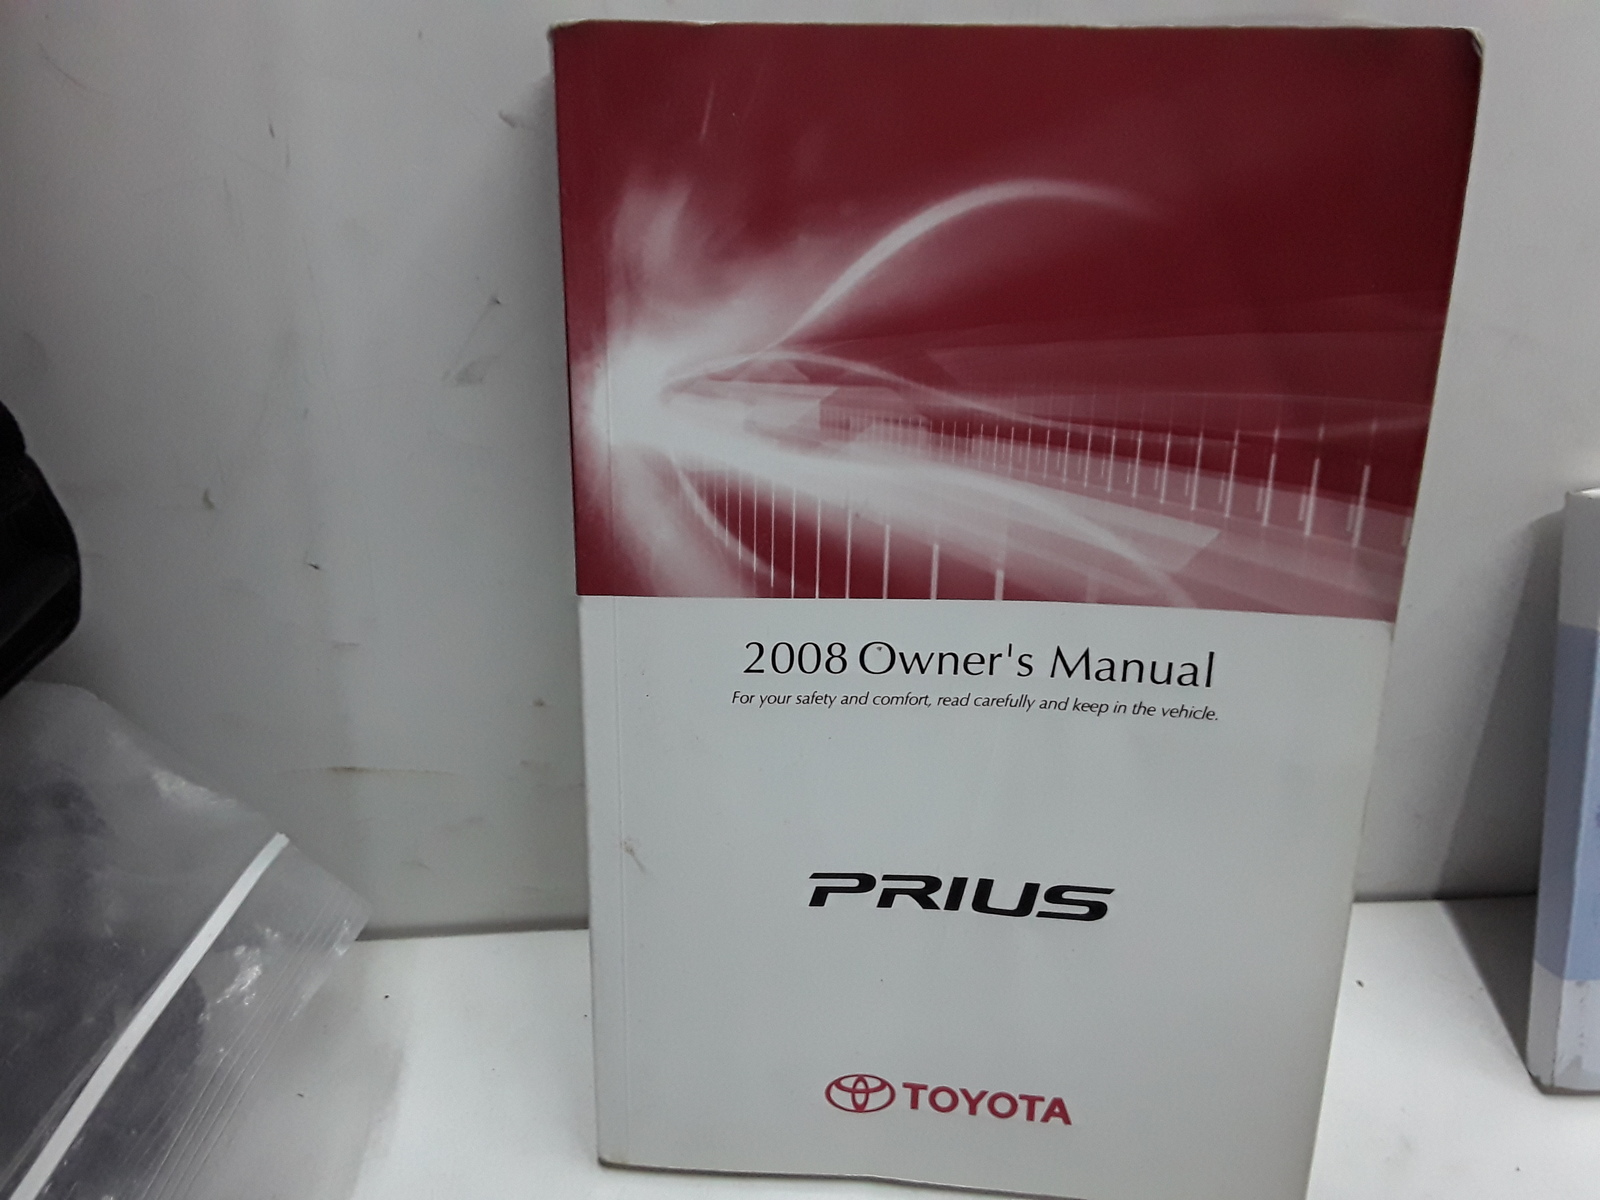 2008 Owner's Manual
For your safety and comfort, read carefully and keep in the vehicle.
PRIUS
TOYOTA